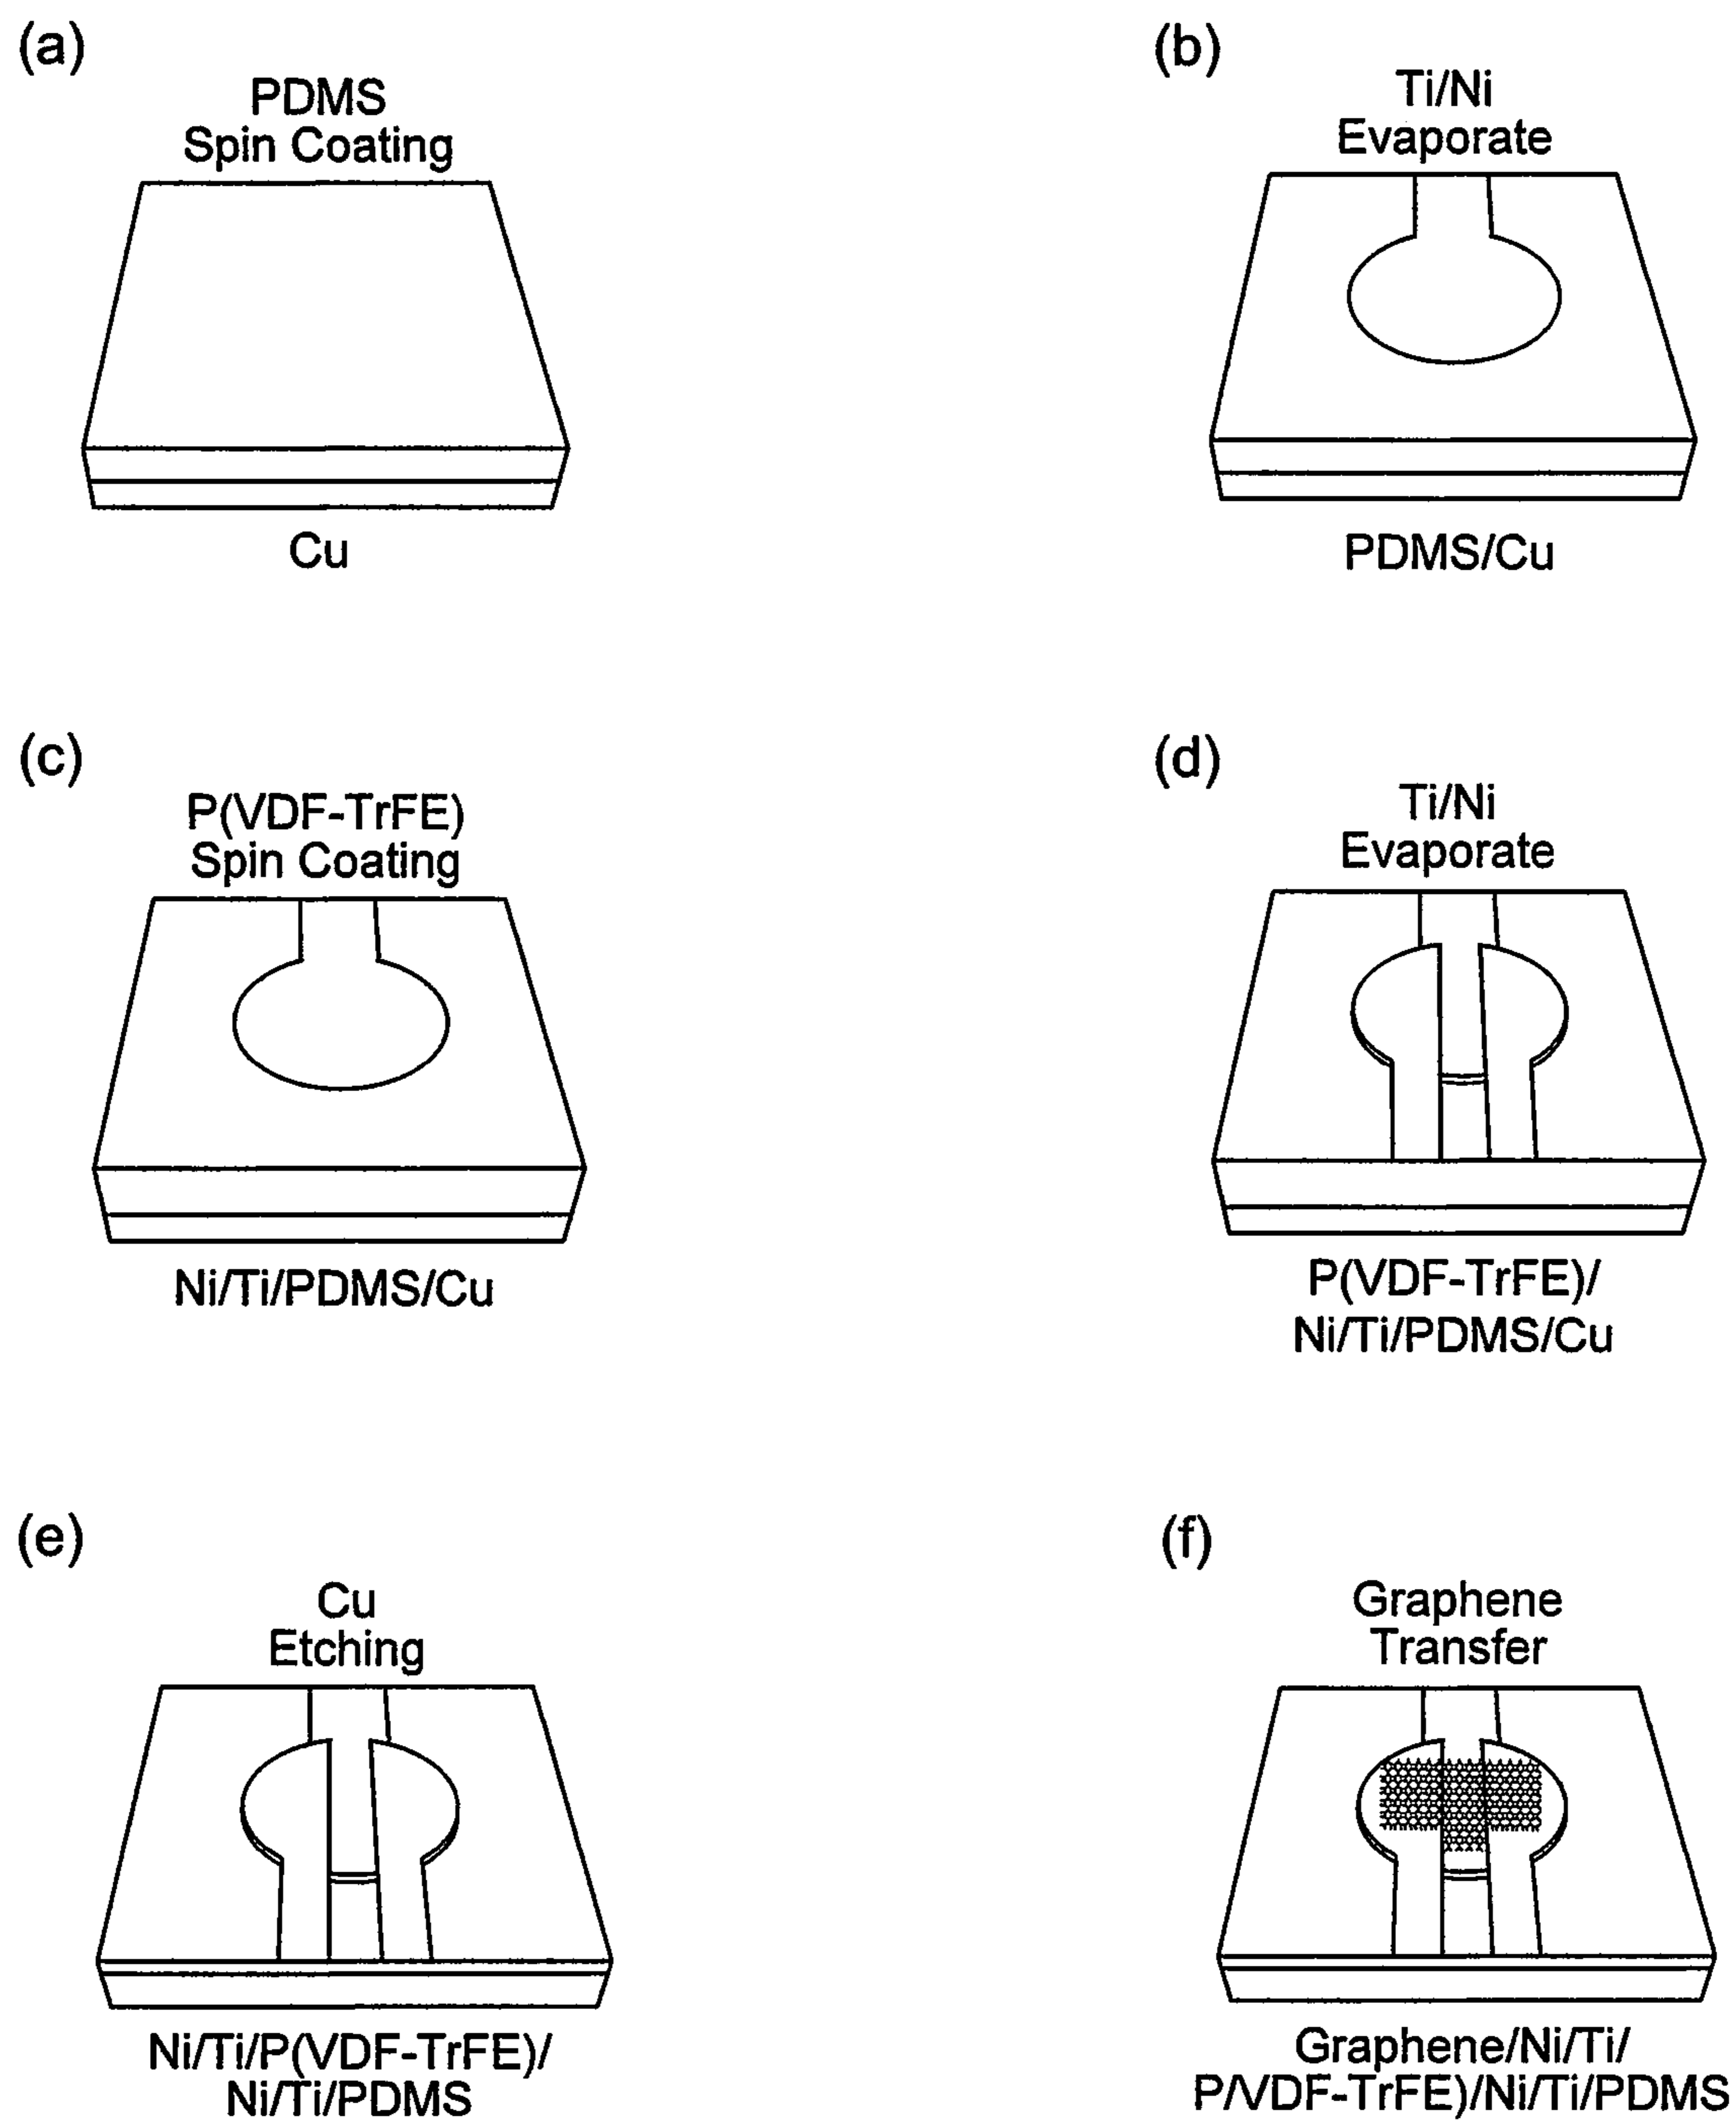 (a)
PDMS
Spin Coating
Cu
(b)
Ti/Ni
Evaporate
PDMS/Cu
(c)
P(VDF-TrFE)
Spin Coating
Ni/Ti/PDMS/Cu
(d)
Ti/Ni
Evaporate
P(VDF-TrFE)/
Ni/Ti/PDMS/Cu
(e)
Cu
Etching
Ni/Ti/P(VDF-TrFE)/
Ni/Ti/PDMS
(f)
Graphene
Transfer
Graphene/Ni/Ti/
P/VDF-TrFE)/Ni/Ti/PDMS